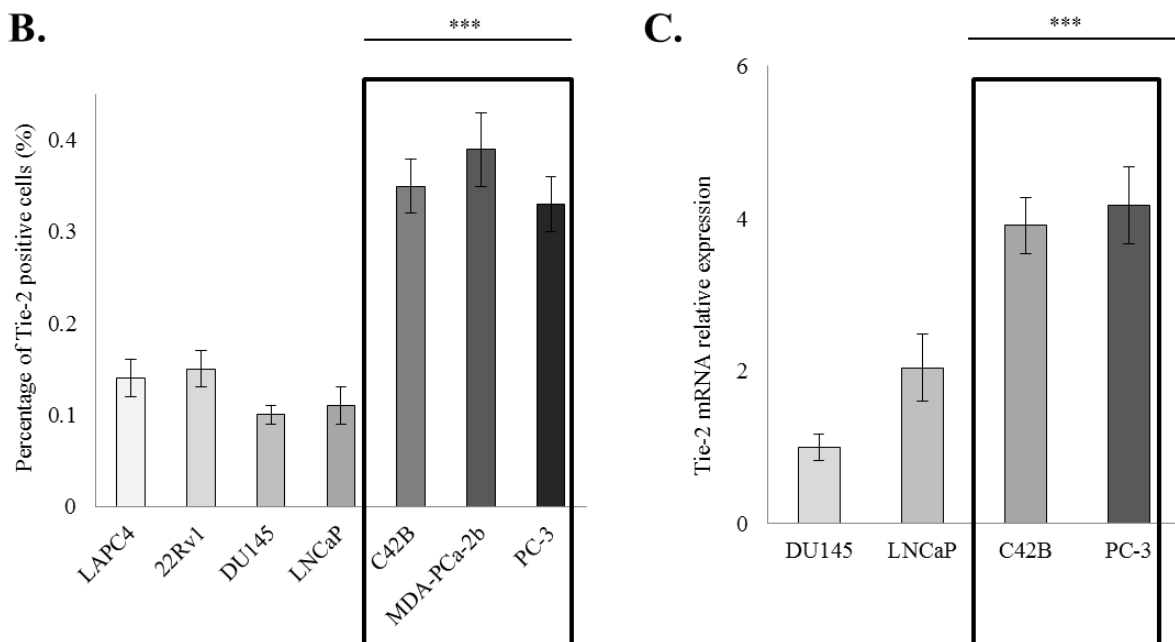 B.
***
Percentage of Tie-2 positive cells (%)
0.4
0.3
0.2
0.1
0
LAPC4
22Rv1
DU145
LNCaP
C42B
MDA-PCa-2b
PC-3
C.
***
Tie-2 mRNA relative expression
6
4
2
0
DU145
LNCaP
C42B
PC-3